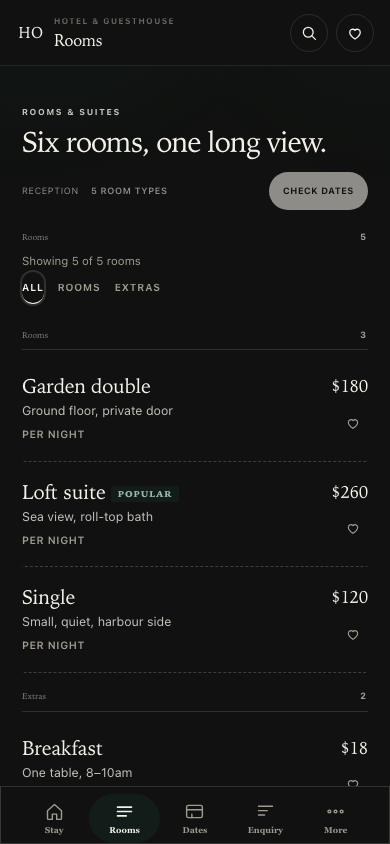 HO
HOTEL & GUESTHOUSE
Rooms
ROOMS & SUITES
Six rooms, one long view.
RECEPTION 5 ROOM TYPES
CHECK DATES
Rooms 5
Showing 5 of 5 rooms
ALL ROOMS EXTRAS
Rooms 3
Garden double $180
Ground floor, private door
PER NIGHT
Loft suite POPULAR $260
Sea view, roll-top bath
PER NIGHT
Single $120
Small, quiet, harbour side
PER NIGHT
Extras 2
Breakfast $18
One table, 8–10am
Stay Rooms Dates Enquiry More